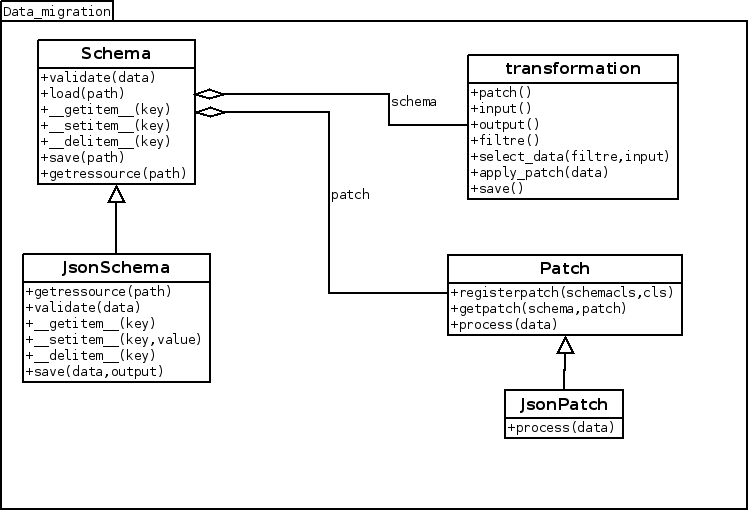 Data_migration
Schema
+validate(data)
+load(path)
+__getitem__(key)
+__setitem__(key)
+__delitem__(key)
+save(path)
+getressource(path)
schema
transformation
+patch()
+input()
+output()
+filtre()
+select_data(filtre,input)
+apply_patch(data)
+save()
patch
JsonSchema
+getressource(path)
+validate(data)
+__getitem__(key)
+__setitem__(key,value)
+__delitem__(key)
+save(data,output)
Patch
+registerpatch(schemacls,cls)
+getpatch(schema,patch)
+process(data)
JsonPatch
+process(data)